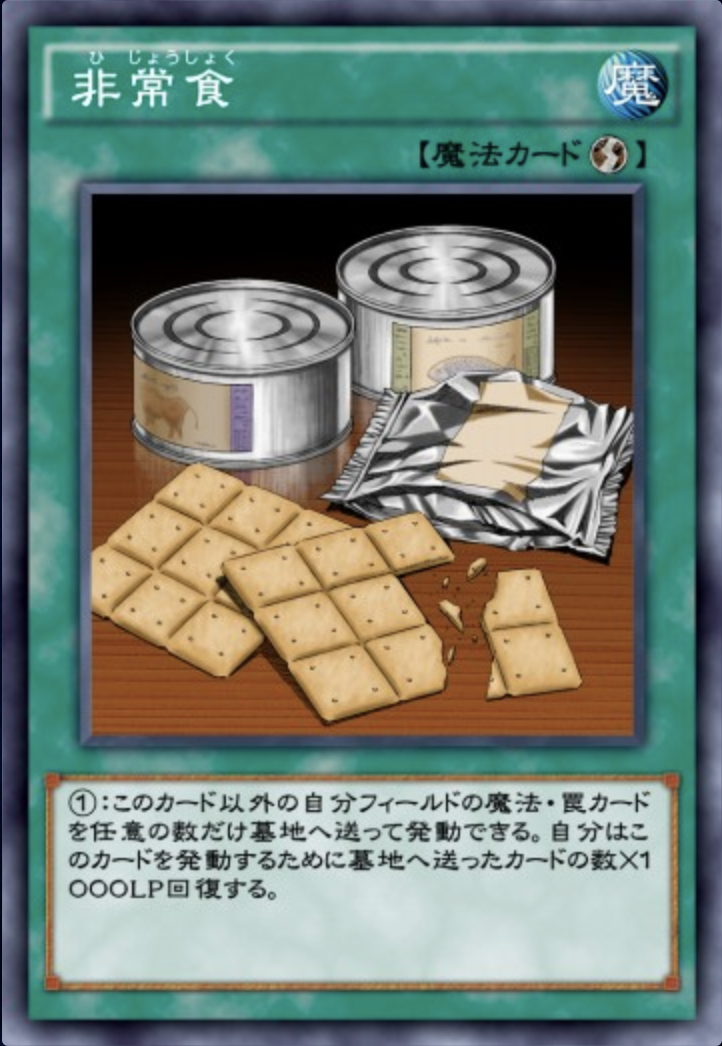 ひじょうしょく
非常食
魔
【魔法カード】
①:このカード以外の自分フィールドの魔法・罠カード
を任意の数だけ墓地へ送って発動できる。自分はこ
のカードを発動するために墓地へ送ったカードの数×1
000LP回復する。